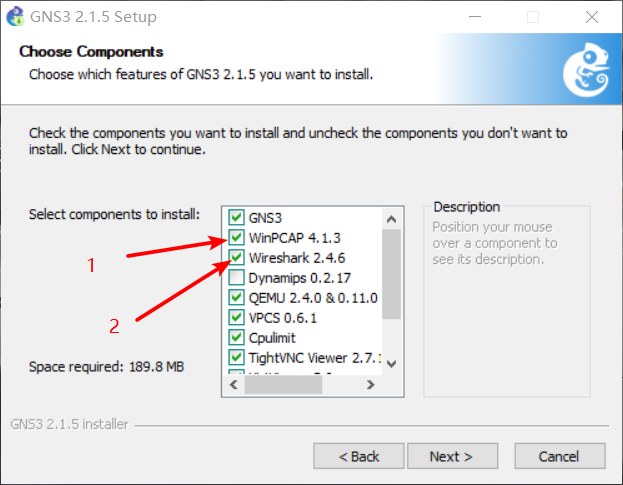 GNS3 2.1.5 Setup
Choose Components
Choose which features of GNS3 2.1.5 you want to install.
Check the components you want to install and uncheck the components you don't want to
install. Click Next to continue.
Select components to install:
GNS3
WinPCAP 4.1.3
Wireshark 2.4.6
Dynamips 0.2.17
QEMU 2.4.0 & 0.11.0
VPCS 0.6.1
Cpulimit
TightVNC Viewer 2.7.1
1
2
Description
Position your mouse
over a component to
see its description.
Space required: 189.8 MB
GNS3 2.1.5 installer
< Back
Next >
Cancel